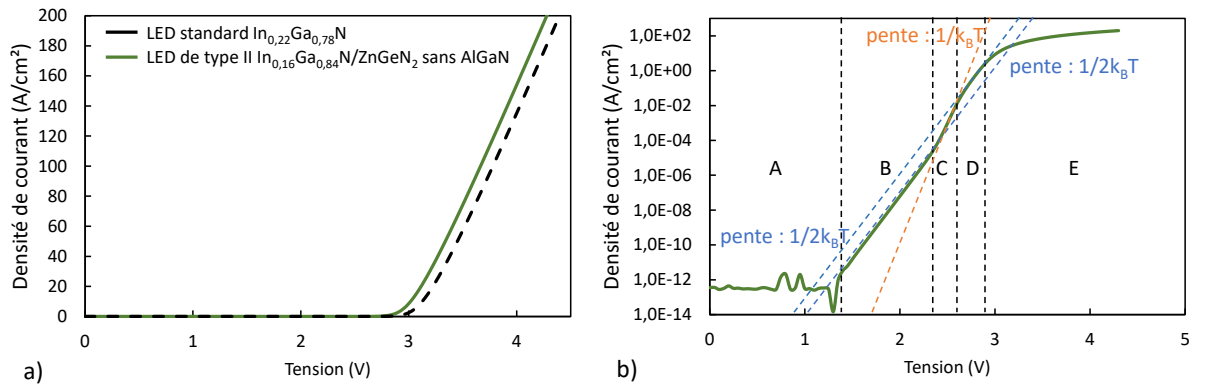 200
180
160
140
120
100
80
60
40
20
0
Densité de courant (A/cm²)
LED standard In0,22Ga0,78N
LED de type II In0,16Ga0,84N/ZnGeN2 sans AlGaN
0 1 2 3 4
Tension (V)
a)
1,0E+02
1,0E+00
1,0E-02
1,0E-04
1,0E-06
1,0E-08
1,0E-10
1,0E-12
1,0E-14
Densité de courant (A/cm²)
pente : 1/kBT
pente : 1/2kBT
A B C D E
pente : 1/2kBT
0 1 2 3 4 5
Tension (V)
b)